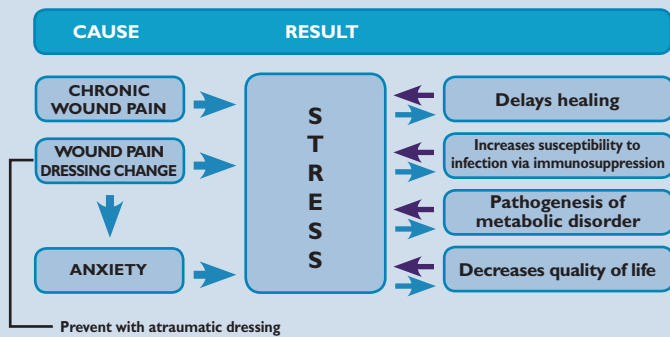 CAUSE RESULT
CHRONIC
WOUND PAIN
WOUND PAIN
DRESSING CHANGE
ANXIETY
STRESS
Delays healing
Increases susceptibility to
infection via immunosuppression
Pathogenesis of
metabolic disorder
Decreases quality of life
Prevent with atraumatic dressing